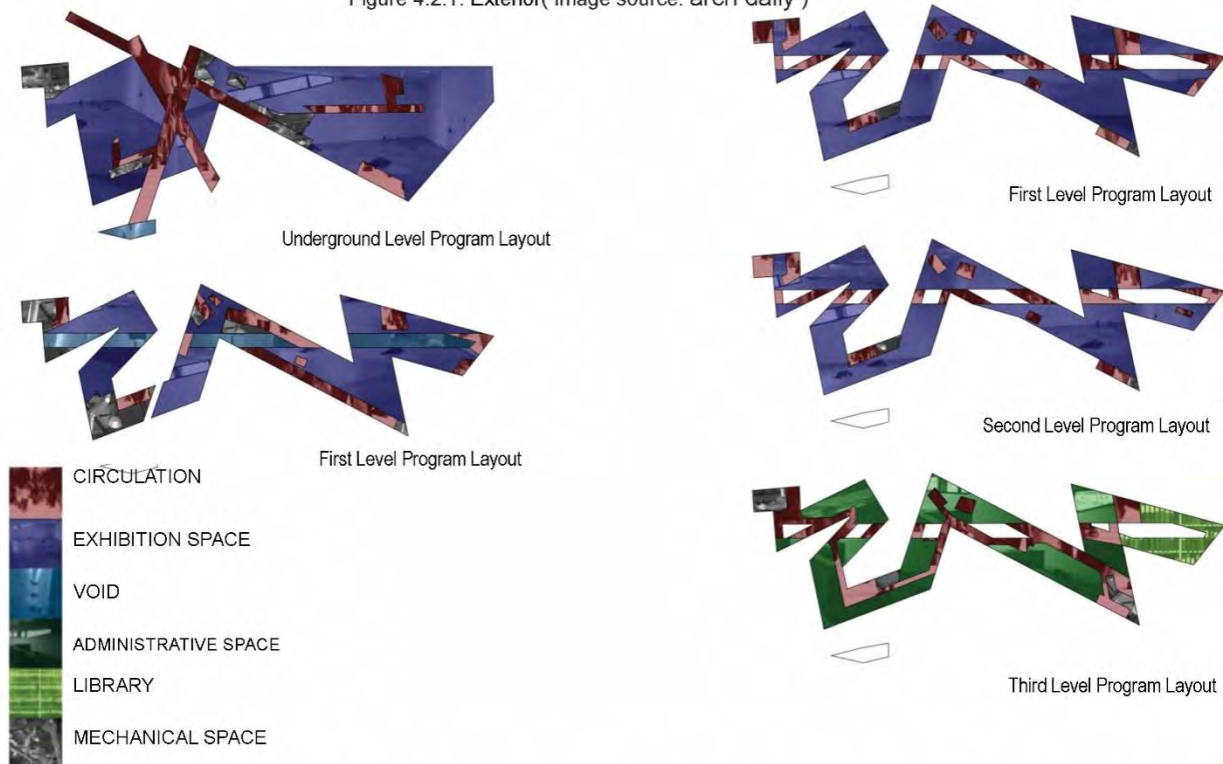 Figure 4.2.1: Exterior( Image source: arch daily )
Underground Level Program Layout
First Level Program Layout
CIRCULATION
EXHIBITION SPACE
VOID
ADMINISTRATIVE SPACE
LIBRARY
MECHANICAL SPACE
First Level Program Layout
Second Level Program Layout
Third Level Program Layout